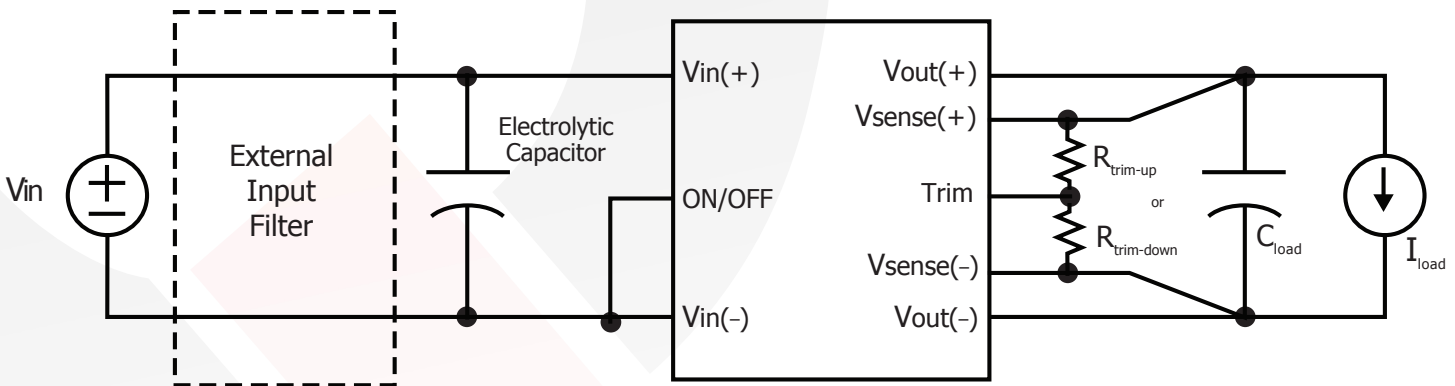 Vin
External
Input
Filter
Electrolytic
Capacitor
Vin(+)
ON/OFF
Vin(−)
Vout(+)
Vsense(+)
Trim
Vsense(−)
Vout(−)
Rtrim-up
or
Rtrim-down
Cload
Iload